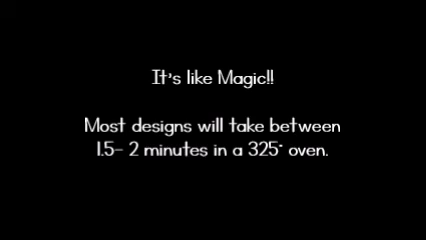 It's like Magic!!
Most designs will take between
1.5- 2 minutes in a 325° oven.